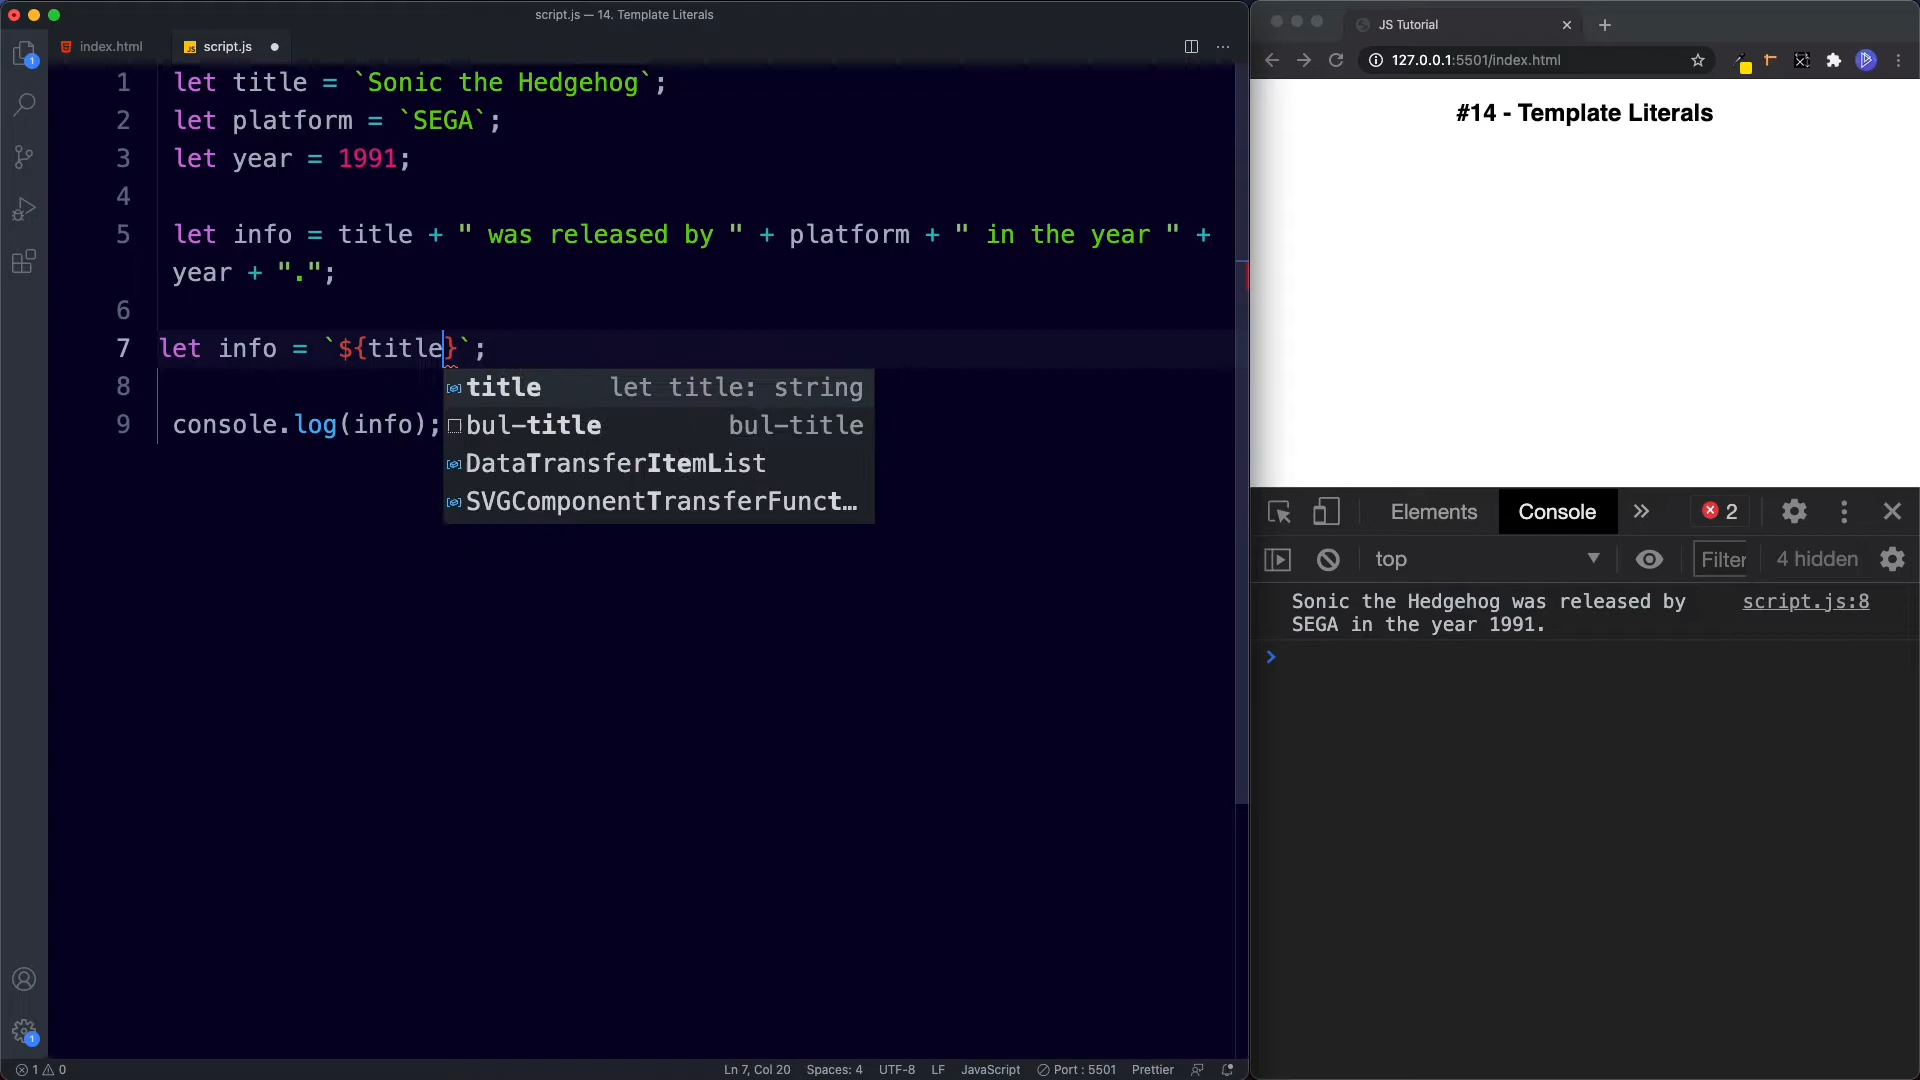 script.js — 14. Template Literals
index.html
script.js
1 let title = `Sonic the Hedgehog`;
2 let platform = `SEGA`;
3 let year = 1991;
4
5 let info = title + " was released by " + platform + " in the year " +
year + ".";
6
7 let info = `${title}`;
8
9 console.log(info);
title let title: string
bul-title bul-title
DataTransferItemList
SVGComponentTransferFunct…
1
1
1 0
Ln 7, Col 20
Spaces: 4
UTF-8
LF
JavaScript
Port : 5501
Prettier
JS Tutorial
127.0.0.1:5501/index.html
#14 - Template Literals
Elements
Console
2
top
Filter
4 hidden
Sonic the Hedgehog was released by script.js:8
SEGA in the year 1991.